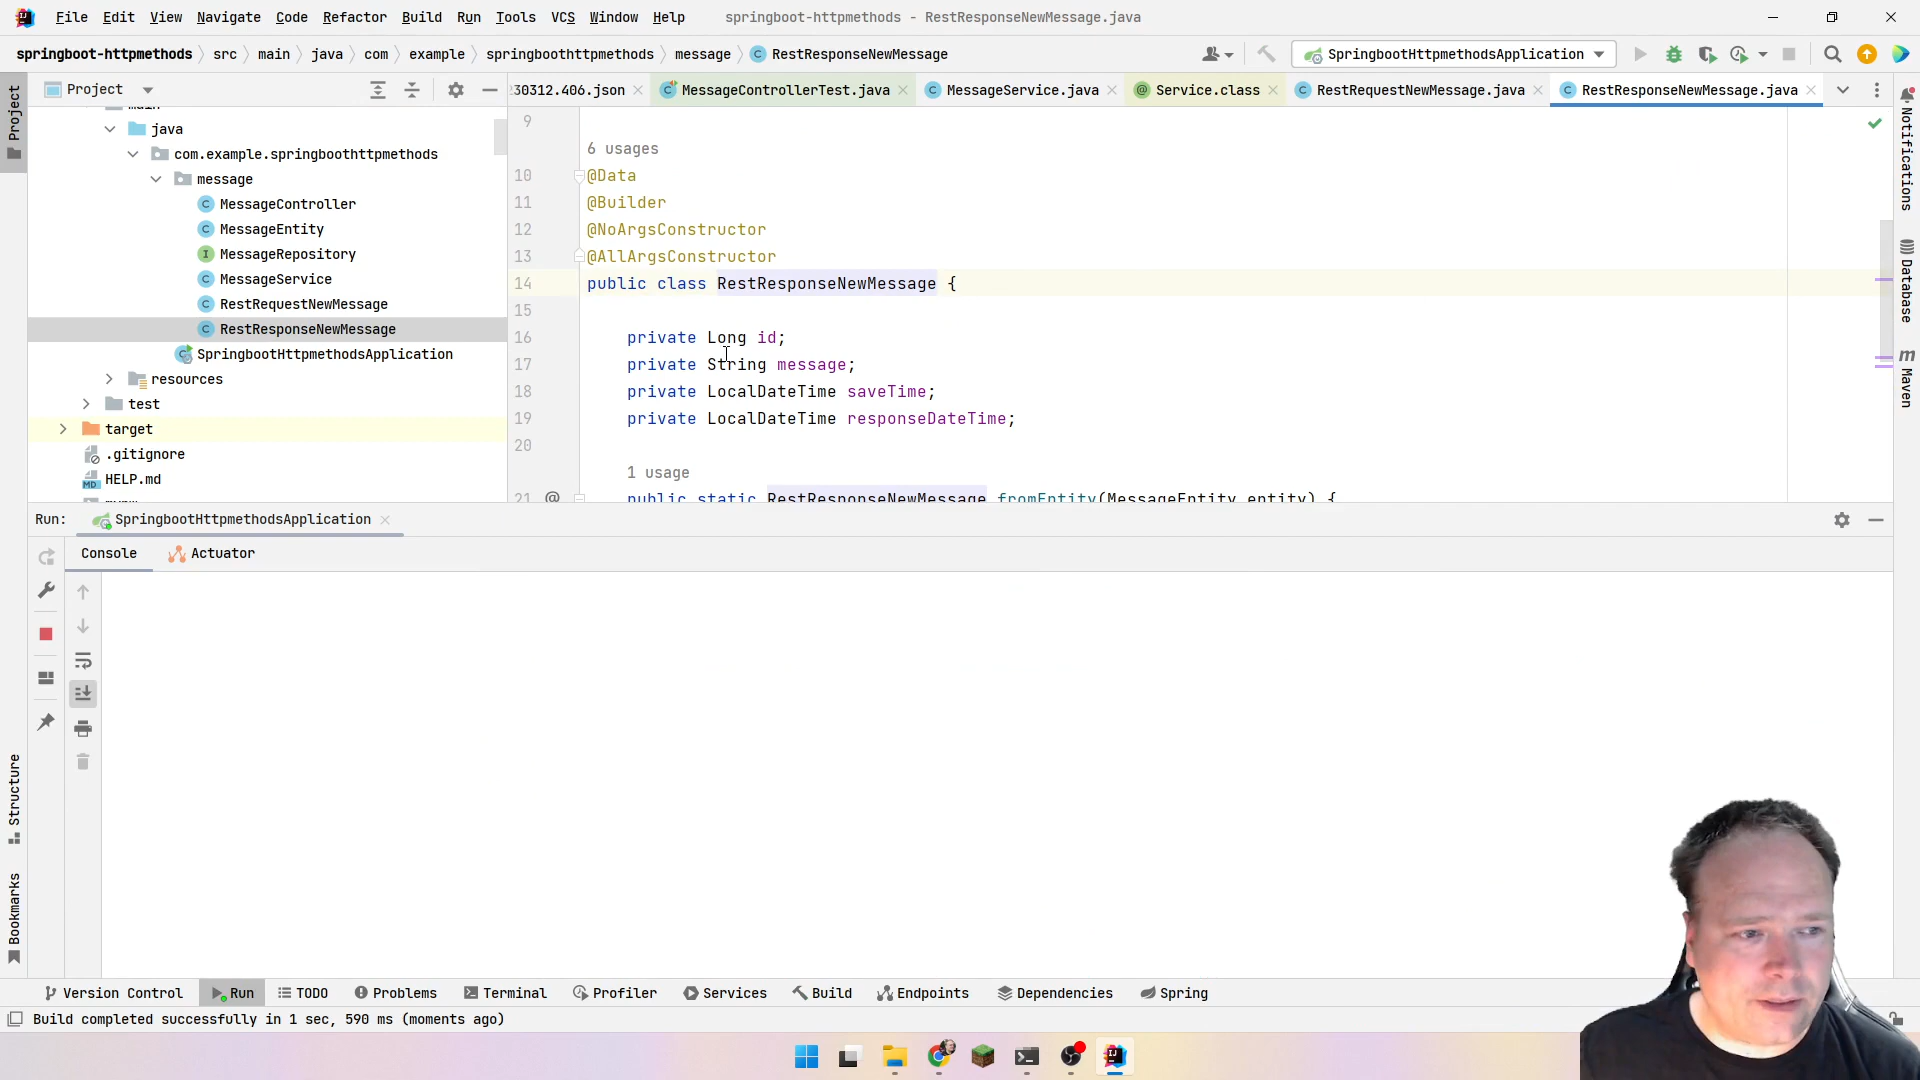 File Edit View Navigate Code Refactor Build Run Tools VCS Window Help springboot-httpmethods - RestResponseNewMessage.java
springboot-httpmethods src main java com example springboothttpmethods message RestResponseNewMessage SpringbootHttpmethodsApplication
Project
30312.406.json MessageControllerTest.java MessageService.java Service.class RestRequestNewMessage.java RestResponseNewMessage.java
Project
Notifications
Database
Maven
java
com.example.springboothttpmethods
message
MessageController
MessageEntity
MessageRepository
MessageService
RestRequestNewMessage
RestResponseNewMessage
SpringbootHttpmethodsApplication
resources
test
target
.gitignore
HELP.md
9
6 usages
10 @Data
11 @Builder
12 @NoArgsConstructor
13 @AllArgsConstructor
14 public class RestResponseNewMessage {
15
16 private Long id;
17 private String message;
18 private LocalDateTime saveTime;
19 private LocalDateTime responseDateTime;
20
1 usage
21 public static RestResponseNewMessage fromEntity(MessageEntity entity) {
Run: SpringbootHttpmethodsApplication
Console Actuator
Structure
Bookmarks
Version Control Run TODO Problems Terminal Profiler Services Build Endpoints Dependencies Spring
Build completed successfully in 1 sec, 590 ms (moments ago)